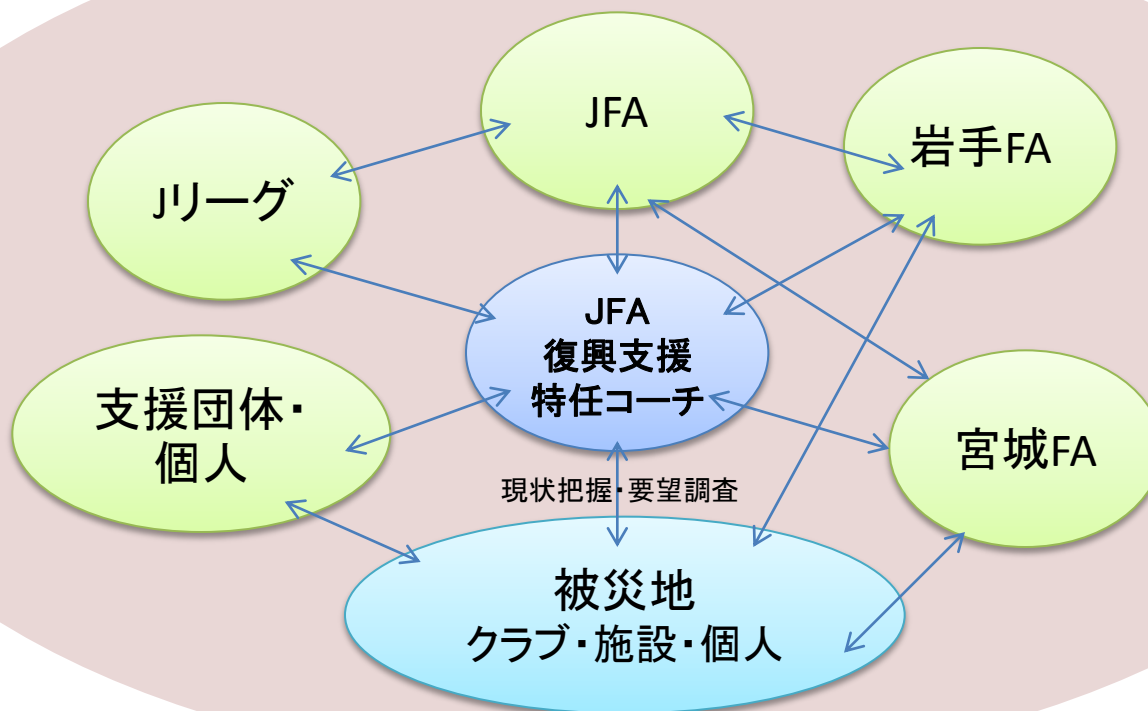 JFA
岩手FA
Jリーグ
JFA
復興支援
特任コーチ
支援団体・
個人
宮城FA
現状把握・要望調査
被災地
クラブ・施設・個人